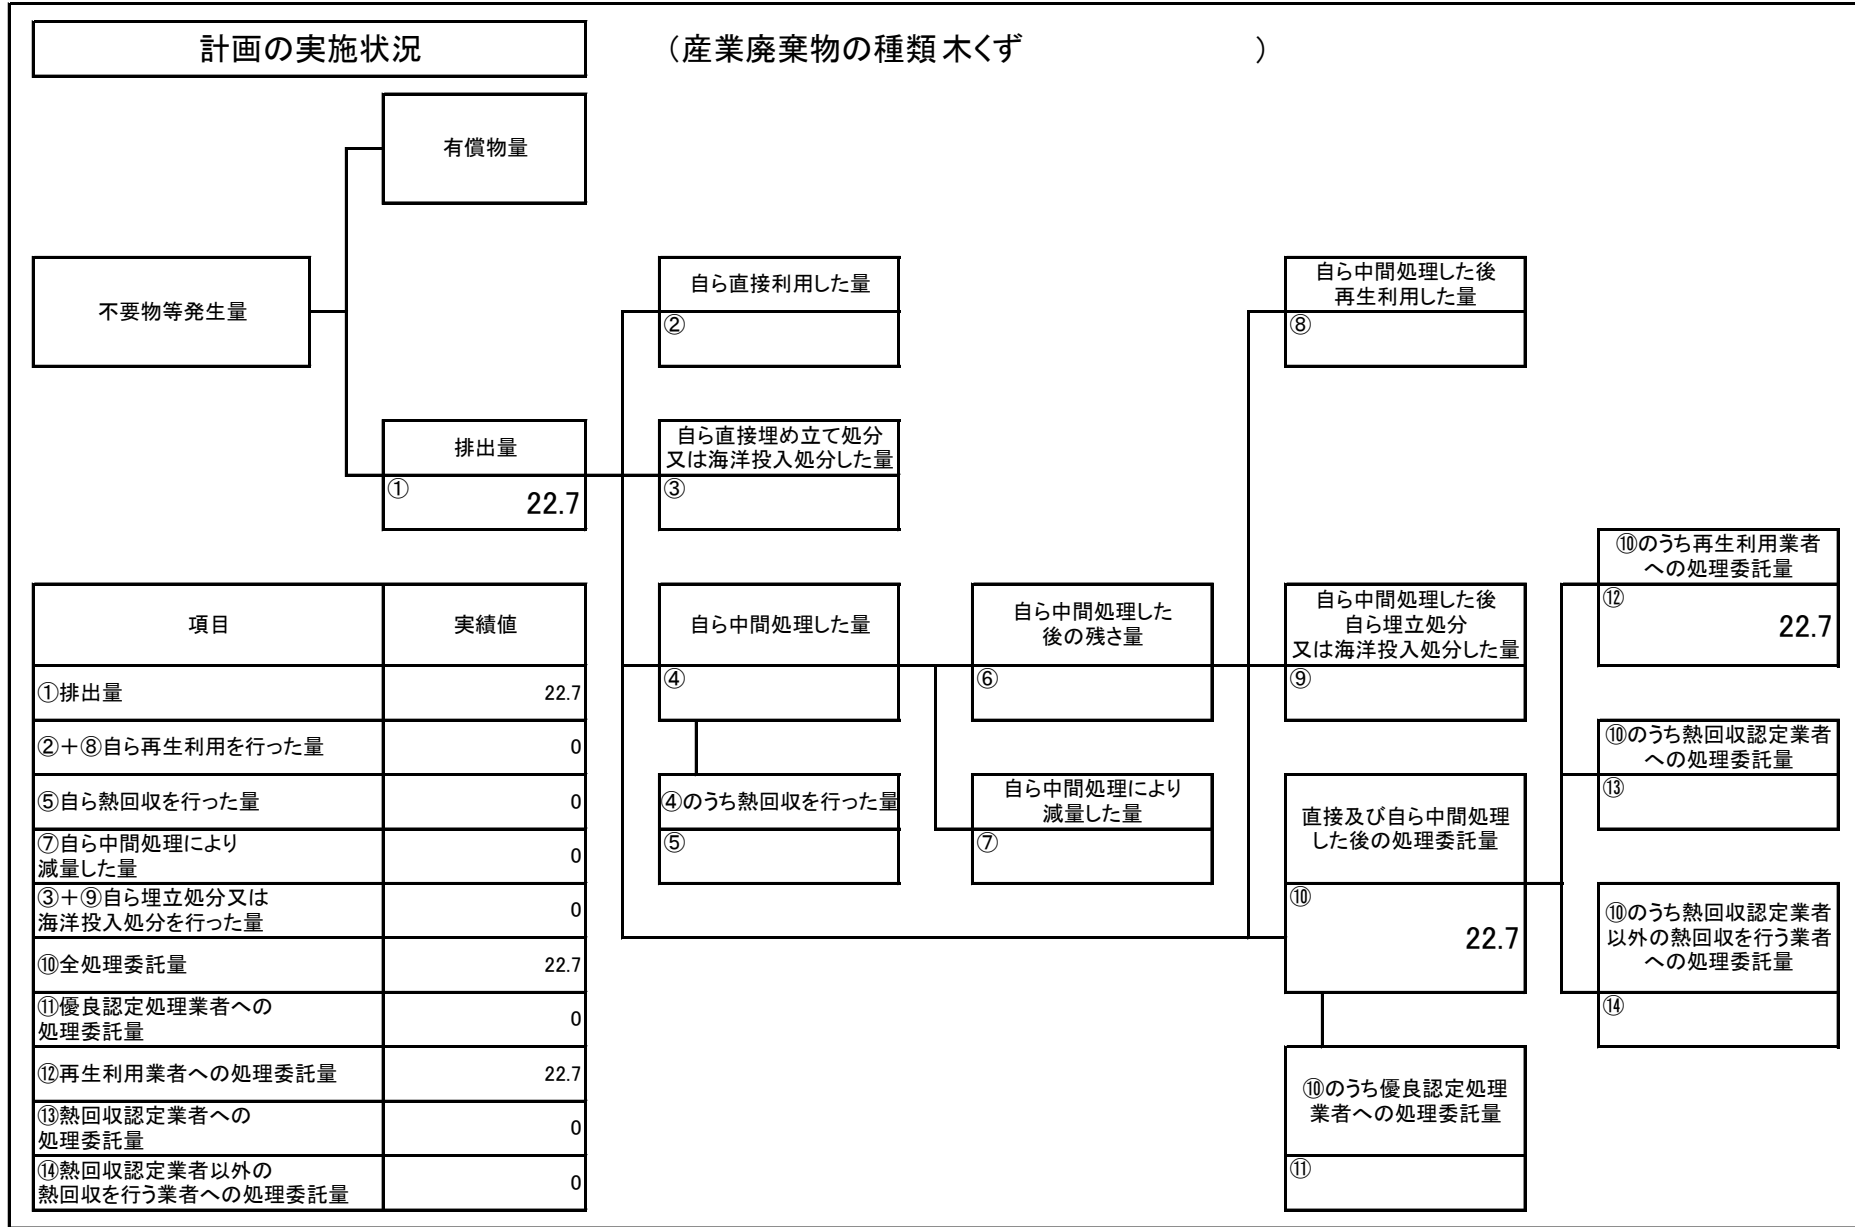 計画の実施状況
（産業廃棄物の種類 木くず　　　　　　　　）
有償物量
不要物等発生量
自ら直接利用した量
②
自ら中間処理した後
再生利用した量
⑧
排出量
①
22.7
自ら直接埋め立て処分
又は海洋投入処分した量
③
⑩のうち再生利用業者
への処理委託量
⑫
22.7
自ら中間処理した量
④
自ら中間処理した
後の残さ量
⑥
自ら中間処理した後
自ら埋立処分
又は海洋投入処分した量
⑨
⑩のうち熱回収認定業者
への処理委託量
⑬
④のうち熱回収を行った量
⑤
自ら中間処理により
減量した量
⑦
直接及び自ら中間処理
した後の処理委託量
⑩
22.7
⑩のうち熱回収認定業者
以外の熱回収を行う業者
への処理委託量
⑭
⑩のうち優良認定処理
業者への処理委託量
⑪
項目 実績値
①排出量 22.7
②＋⑧自ら再生利用を行った量 0
⑤自ら熱回収を行った量 0
⑦自ら中間処理により
減量した量 0
③＋⑨自ら埋立処分又は
海洋投入処分を行った量 0
⑩全処理委託量 22.7
⑪優良認定処理業者への
処理委託量 0
⑫再生利用業者への処理委託量 22.7
⑬熱回収認定業者への
処理委託量 0
⑭熱回収認定業者以外の
熱回収を行う業者への処理委託量 0